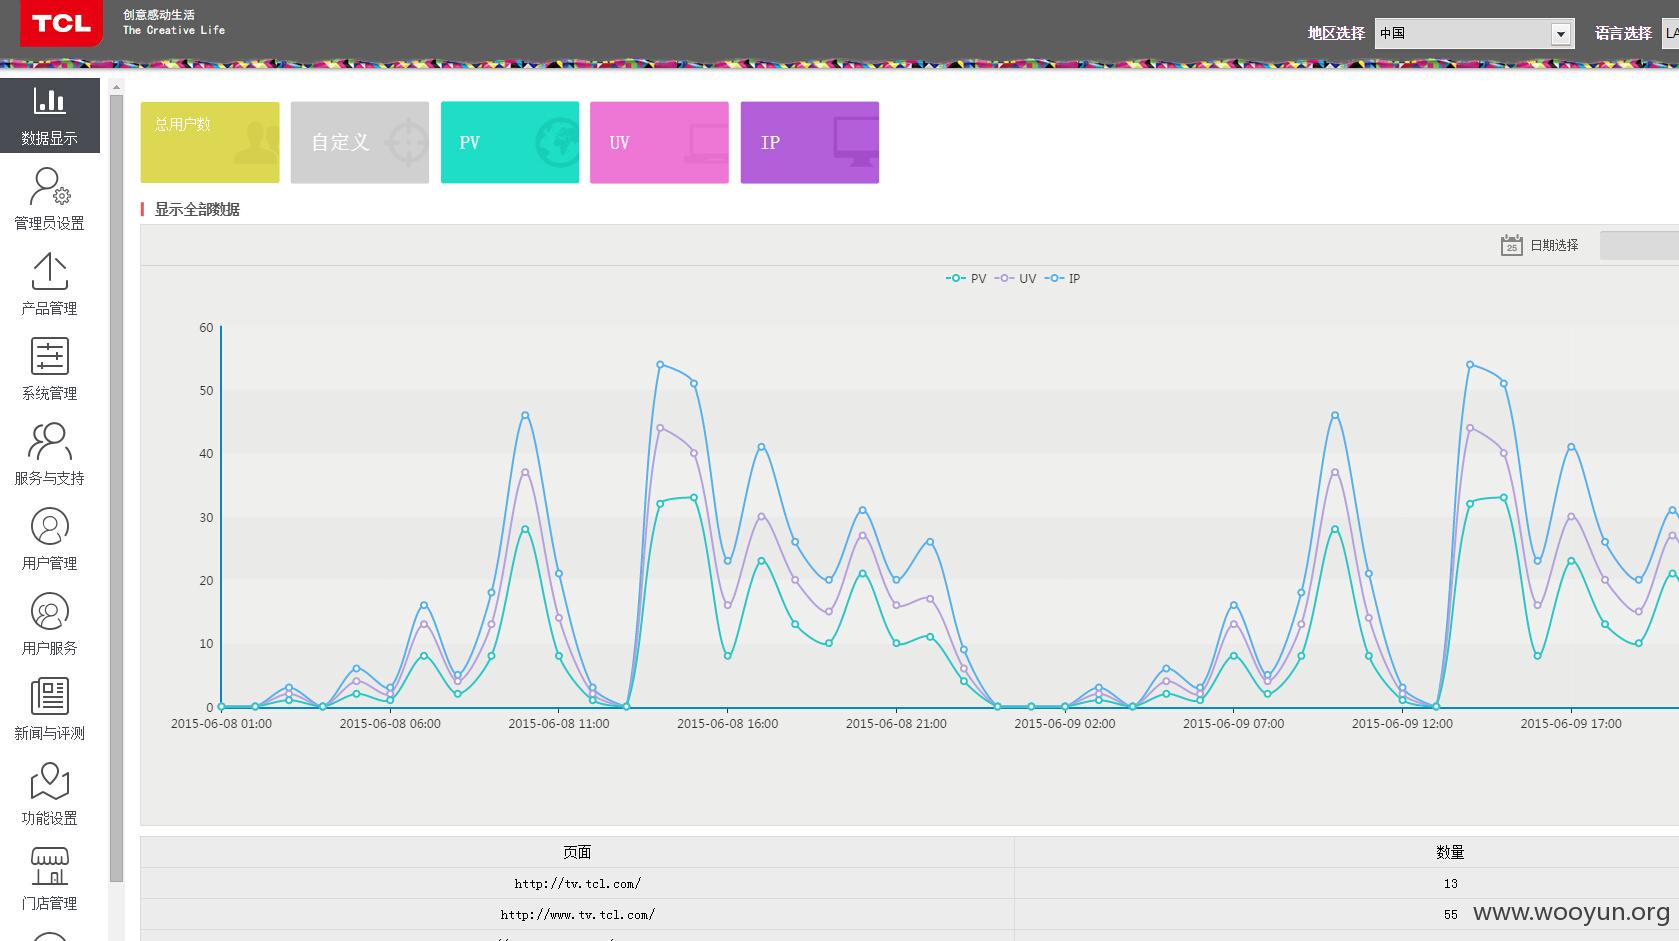 TCL
创意感动生活
The Creative Life
地区选择
中国
语言选择
LA
数据显示
管理员设置
产品管理
系统管理
服务与支持
用户管理
用户服务
新闻与评测
功能设置
门店管理
总用户数
自定义
PV
UV
IP
显示全部数据
25
日期选择
PV UV IP
60
50
40
30
20
10
0
2015-06-08 01:00 2015-06-08 06:00 2015-06-08 11:00 2015-06-08 16:00 2015-06-08 21:00 2015-06-09 02:00 2015-06-09 07:00 2015-06-09 12:00 2015-06-09 17:00
页面 数量
http://tv.tcl.com/ 13
http://www.tv.tcl.com/ 55
www.wooyun.org